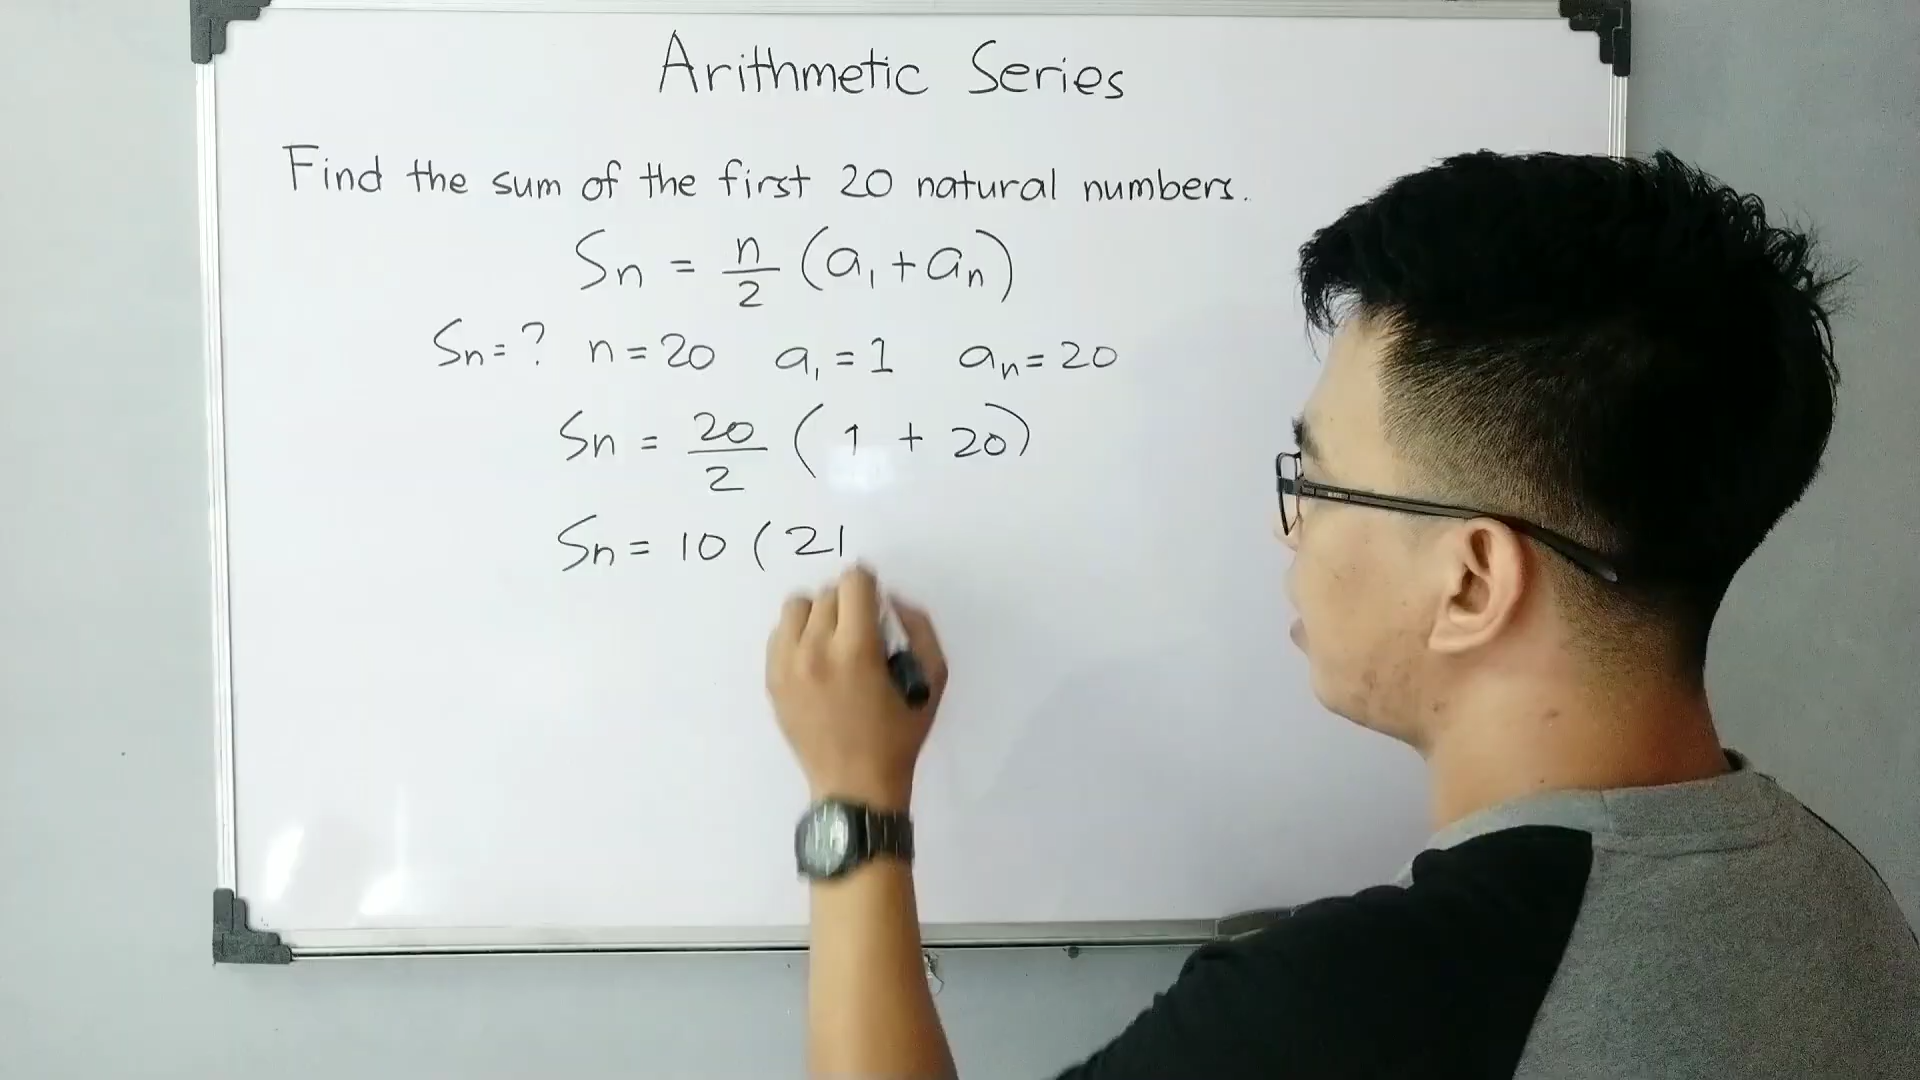 Arithmetic Series
Find the sum of the first 20 natural numbers.
Sn = n/2 (a₁ + aₙ)
Sn = ? n = 20 a₁ = 1 aₙ = 20
Sn = 20/2 ( 1 + 20)
Sn = 10 ( 21